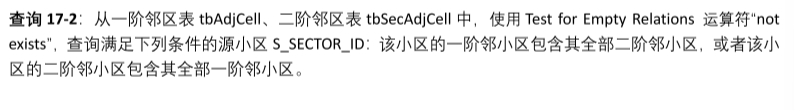 查询 17-2：从一阶邻区表 tbAdjCell、二阶邻区表 tbSecAdjCell 中，使用 Test for Empty Relations 运算符“not
exists”，查询满足下列条件的源小区 S_SECTOR_ID：该小区的一阶邻小区包含其全部二阶邻小区，或者该小
区的二阶邻小区包含其全部一阶邻小区。